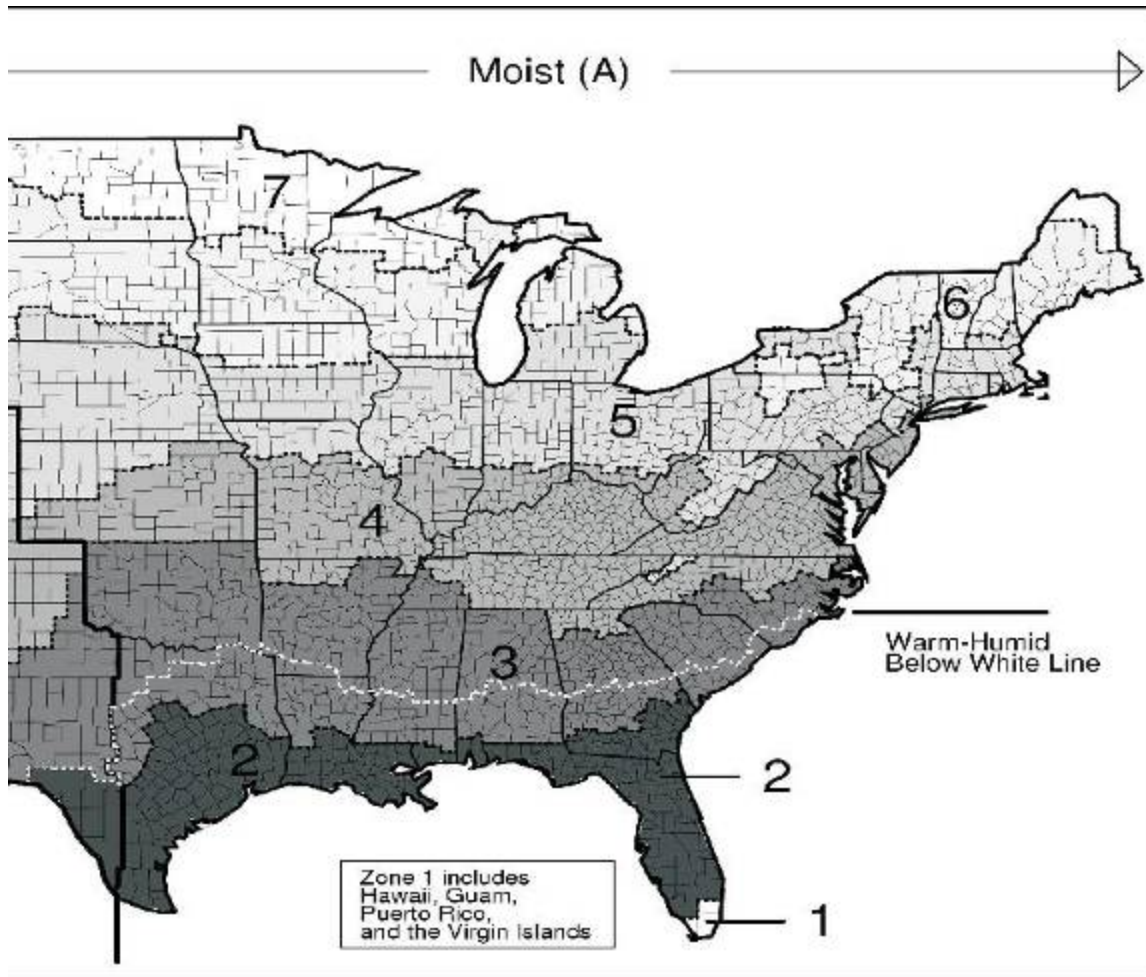 Moist (A)
7
6
5
4
Warm-Humid
Below White Line
3
2
2
Zone 1 includes
Hawaii, Guam,
Puerto Rico,
and the Virgin Islands
1